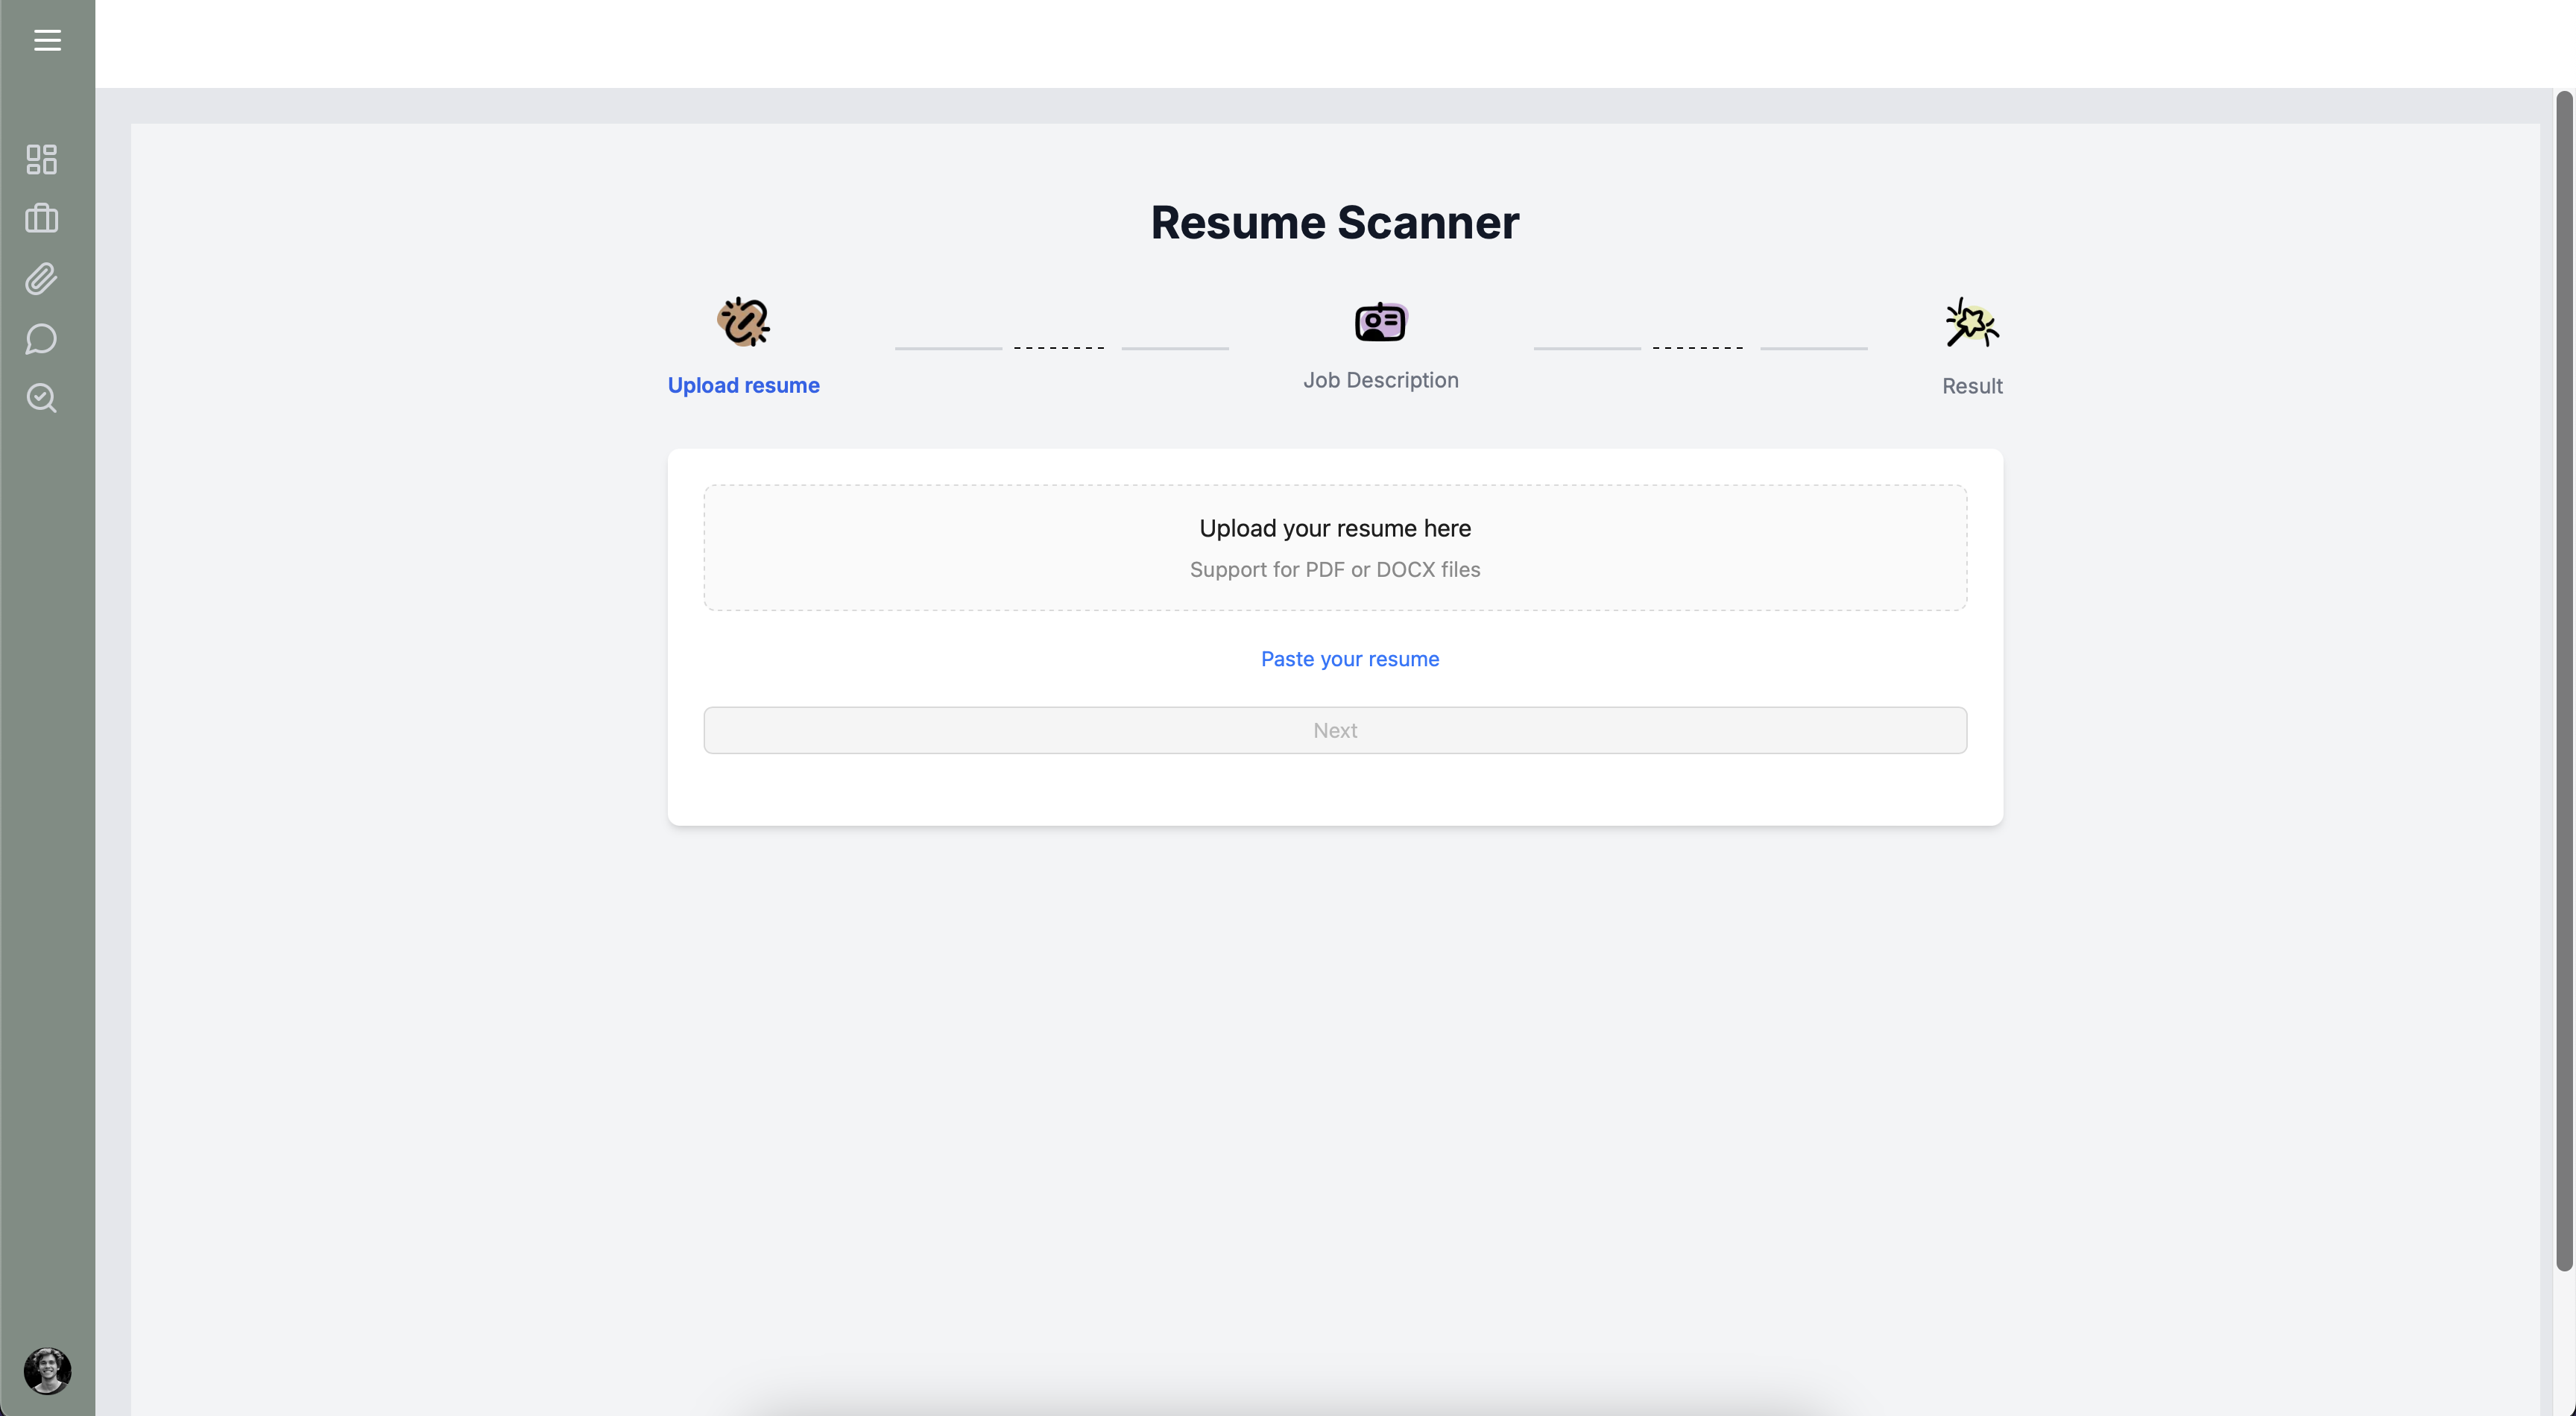 Resume Scanner
Upload resume
Job Description
Result
Upload your resume here
Support for PDF or DOCX files
Paste your resume
Next